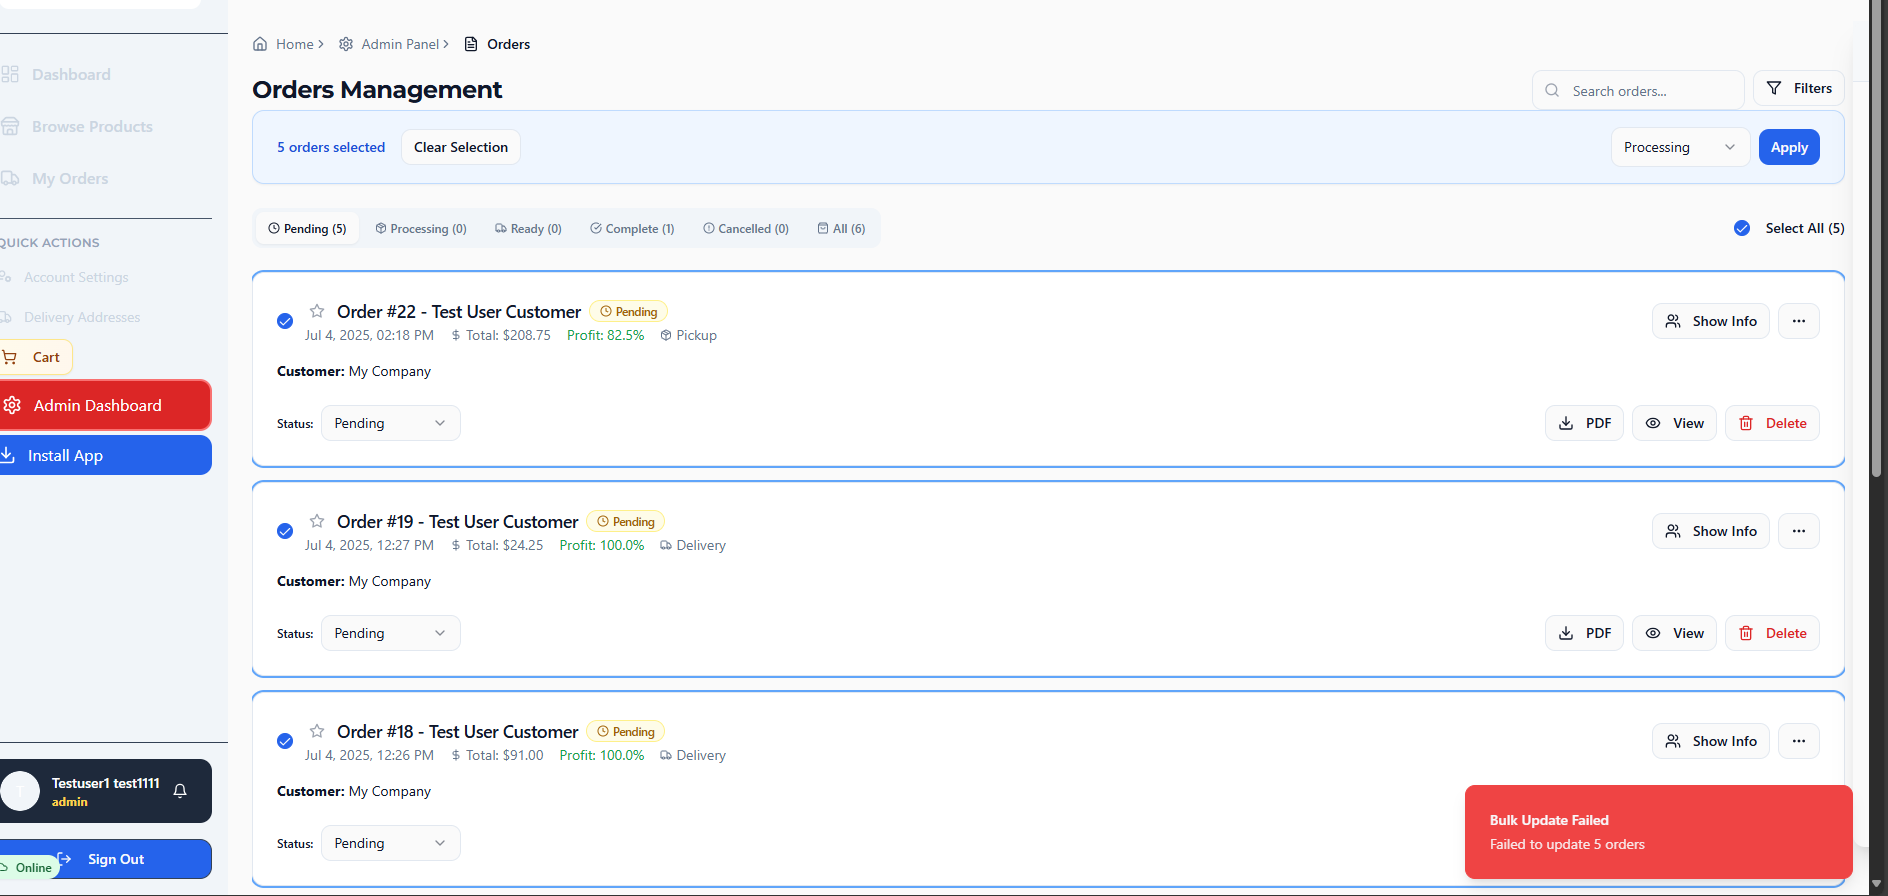 Home
Admin Panel
Orders
Orders Management
Search orders...
Filters
5 orders selected
Clear Selection
Processing
Apply
Pending (5)
Processing (0)
Ready (0)
Complete (1)
Cancelled (0)
All (6)
Select All (5)
Order #22 - Test User Customer
Pending
Jul 4, 2025, 02:18 PM
$ Total: $208.75
Profit: 82.5%
Pickup
Show Info
Customer: My Company
Status:
Pending
PDF
View
Delete
Order #19 - Test User Customer
Pending
Jul 4, 2025, 12:27 PM
$ Total: $24.25
Profit: 100.0%
Delivery
Show Info
Customer: My Company
Status:
Pending
PDF
View
Delete
Order #18 - Test User Customer
Pending
Jul 4, 2025, 12:26 PM
$ Total: $91.00
Profit: 100.0%
Delivery
Show Info
Customer: My Company
Status:
Pending
Bulk Update Failed
Failed to update 5 orders
Dashboard
Browse Products
My Orders
QUICK ACTIONS
Account Settings
Delivery Addresses
Cart
Admin Dashboard
Install App
T
Testuser1 test1111
admin
Sign Out
Online